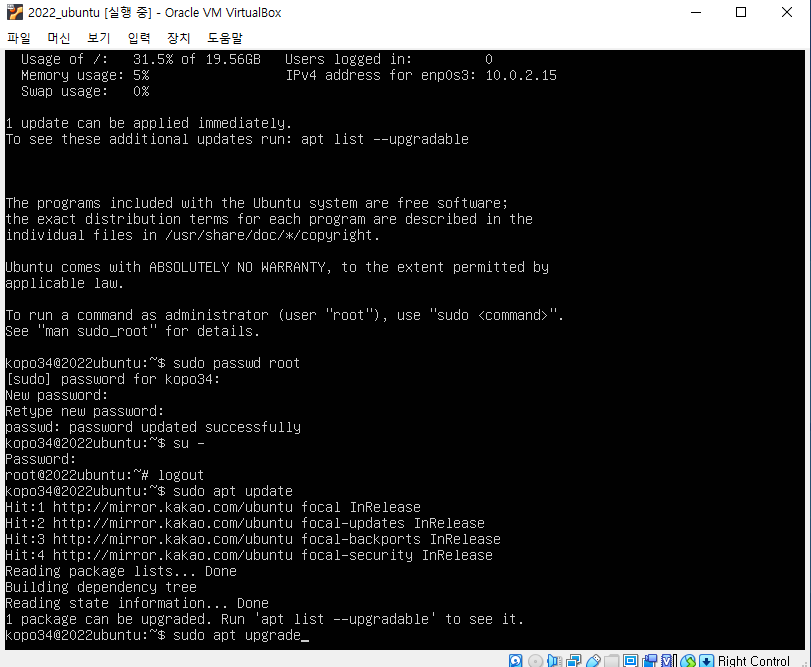 2022_ubuntu [실행 중] - Oracle VM VirtualBox
파일 머신 보기 입력 장치 도움말
Usage of /: 31.5% of 19.56GB Users logged in: 0
Memory usage: 5% IPv4 address for enp0s3: 10.0.2.15
Swap usage: 0%
1 update can be applied immediately.
To see these additional updates run: apt list --upgradable
The programs included with the Ubuntu system are free software;
the exact distribution terms for each program are described in the
individual files in /usr/share/doc/*/copyright.
Ubuntu comes with ABSOLUTELY NO WARRANTY, to the extent permitted by
applicable law.
To run a command as administrator (user "root"), use "sudo <command>".
See "man sudo_root" for details.
kopo34@2022ubuntu:~$ sudo passwd root
[sudo] password for kopo34:
New password:
Retype new password:
passwd: password updated successfully
kopo34@2022ubuntu:~$ su -
Password:
root@2022ubuntu:~# logout
kopo34@2022ubuntu:~$ sudo apt update
Hit:1 http://mirror.kakao.com/ubuntu focal InRelease
Hit:2 http://mirror.kakao.com/ubuntu focal-updates InRelease
Hit:3 http://mirror.kakao.com/ubuntu focal-backports InRelease
Hit:4 http://mirror.kakao.com/ubuntu focal-security InRelease
Reading package lists... Done
Building dependency tree
Reading state information... Done
1 package can be upgraded. Run 'apt list --upgradable' to see it.
kopo34@2022ubuntu:~$ sudo apt upgrade_
Right Control